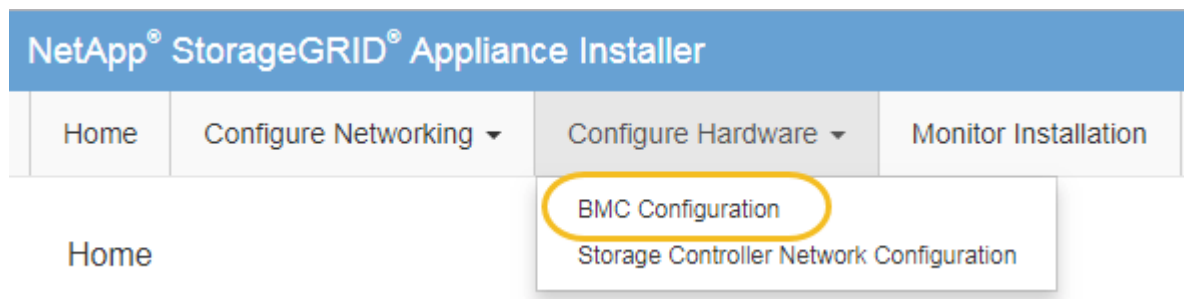 NetApp® StorageGRID® Appliance Installer
Home Configure Networking Configure Hardware Monitor Installation
BMC Configuration
Home
Storage Controller Network Configuration